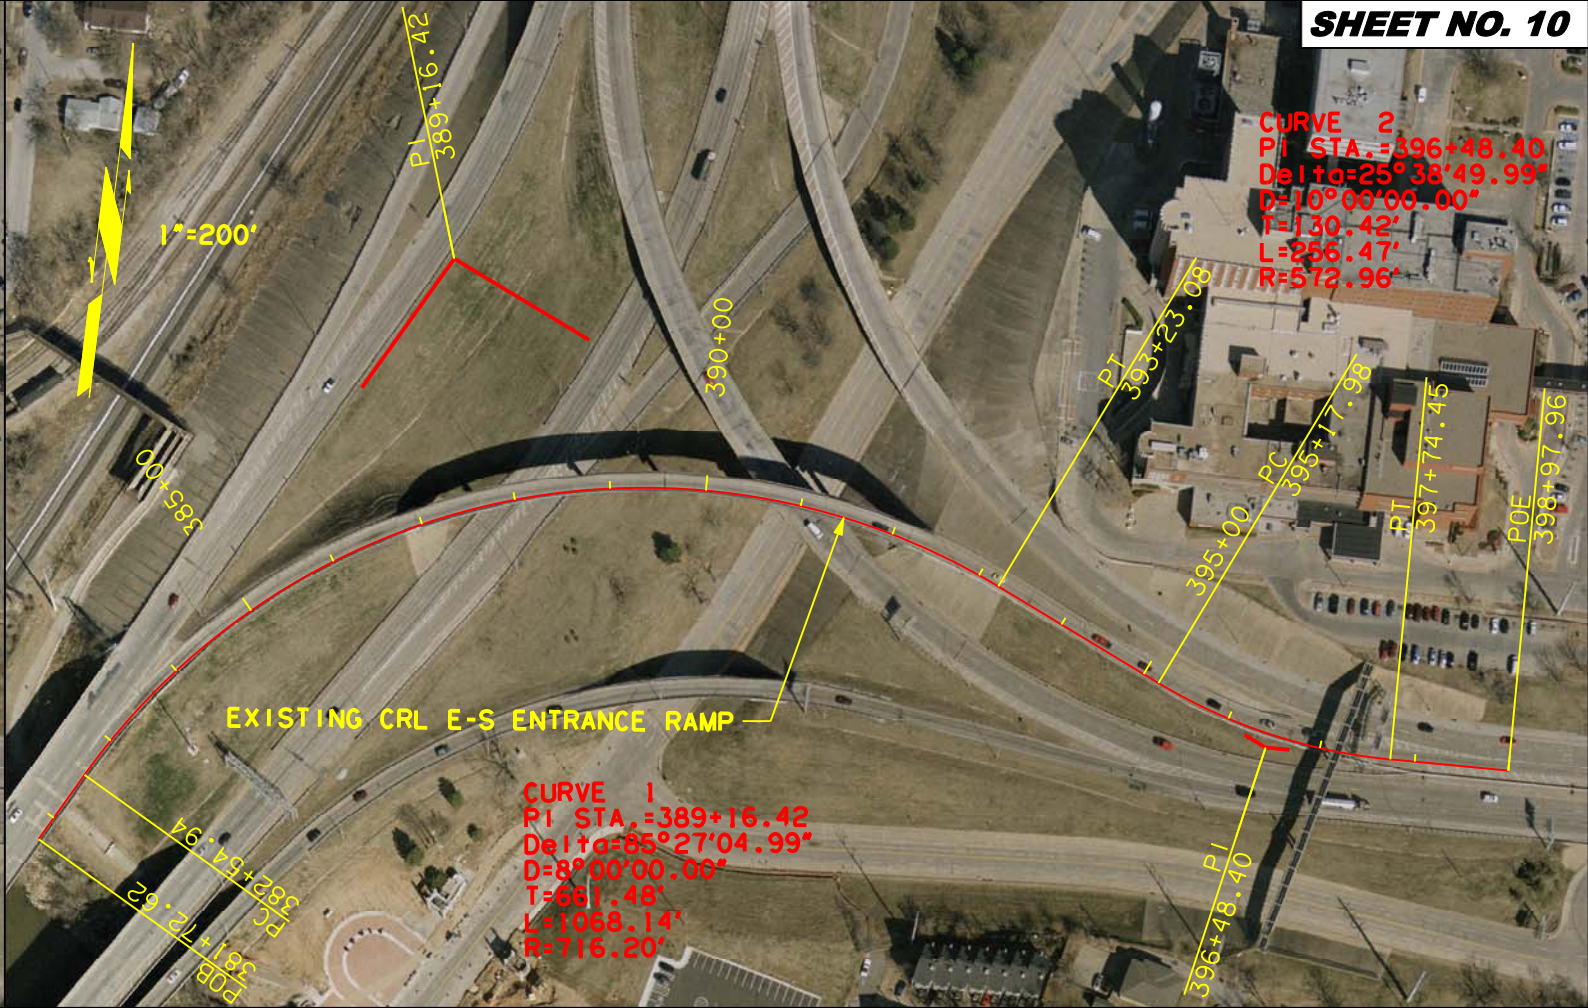 SHEET NO. 10
PI
389+16.42
1"=200'
CURVE 2
PI STA.=396+48.40
Delta=25°38'49.99"
D=10°00'00.00"
T=130.42'
L=256.47'
R=572.96'
390+00
PT
393+23.08
PC
395+17.98
PT
397+74.45
POE
398+97.96
385+00
395+00
EXISTING CRL E-S ENTRANCE RAMP
CURVE 1
PI STA.=389+16.42
Delta=85°27'04.99"
D=8°00'00.00"
T=661.48'
L=1068.14'
R=716.20'
PC
382+54.94
POB
381+72.62
PI
396+48.40